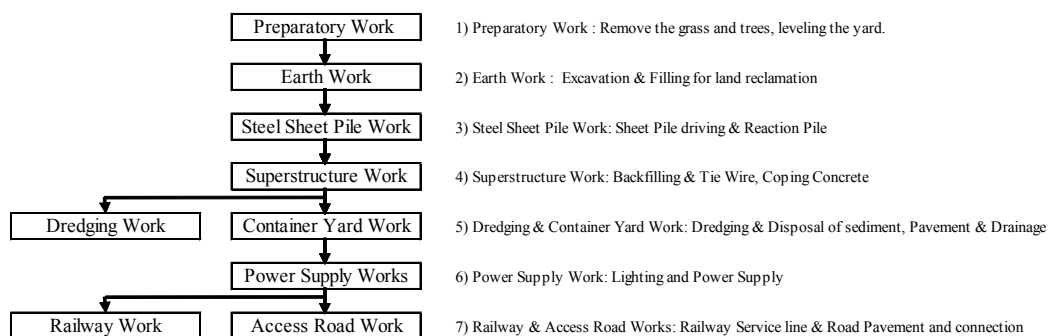 Preparatory Work 1) Preparatory Work : Remove the grass and trees, leveling the yard.
Earth Work 2) Earth Work : Excavation & Filling for land reclamation
Steel Sheet Pile Work 3) Steel Sheet Pile Work: Sheet Pile driving & Reaction Pile
Superstructure Work 4) Superstructure Work: Backfilling & Tie Wire, Coping Concrete
Dredging Work Container Yard Work 5) Dredging & Container Yard Work: Dredging & Disposal of sediment, Pavement & Drainage
Power Supply Works 6) Power Supply Work: Lighting and Power Supply
Railway Work Access Road Work 7) Railway & Access Road Works: Railway Service line & Road Pavement and connection